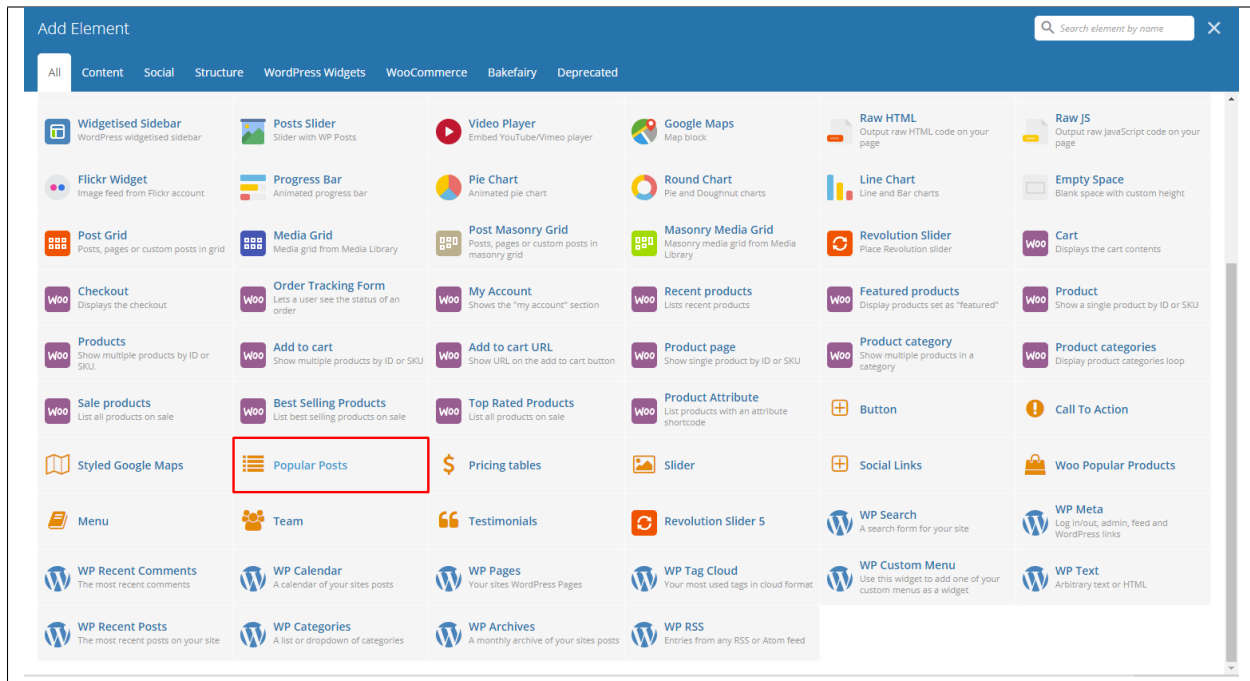 Add Element
Search element by name
All Content Social Structure WordPress Widgets WooCommerce Bakefairy Deprecated
Widgetised Sidebar
WordPress widgetised sidebar
Posts Slider
Slider with WP Posts
Video Player
Embed YouTube/Vimeo player
Google Maps
Map block
Raw HTML
Output raw HTML code on your
page
Raw JS
Output raw JavaScript code on your
page
Flickr Widget
Image feed from Flickr account
Progress Bar
Animated progress bar
Pie Chart
Animated pie chart
Round Chart
Pie and Doughnut charts
Line Chart
Line and Bar charts
Empty Space
Blank space with custom height
Post Grid
Posts, pages or custom posts in grid
Media Grid
Media grid from Media Library
Post Masonry Grid
Posts, pages or custom posts in
masonry grid
Masonry Media Grid
Masonry media grid from Media
Library
Revolution Slider
Place Revolution slider
Woo
Cart
Displays the cart contents
Woo
Checkout
Displays the checkout
Woo
Order Tracking Form
Lets a user see the status of an
order
Woo
My Account
Shows the "my account" section
Woo
Recent products
Lists recent products
Woo
Featured products
Display products set as "featured"
Woo
Product
Show a single product by ID or SKU
Woo
Products
Show multiple products by ID or
SKU.
Woo
Add to cart
Show multiple products by ID or SKU
Woo
Add to cart URL
Show URL on the add to cart button
Woo
Product page
Show single product by ID or SKU
Woo
Product category
Show multiple products in a
category
Woo
Product categories
Display product categories loop
Woo
Sale products
List all products on sale
Woo
Best Selling Products
List best selling products on sale
Woo
Top Rated Products
List all products on sale
Woo
Product Attribute
List products with an attribute
shortcode
Button
Call To Action
Styled Google Maps
Popular Posts
Pricing tables
Slider
Social Links
Woo Popular Products
Menu
Team
Testimonials
Revolution Slider 5
WP Search
A search form for your site
WP Meta
Log in/out, admin, feed and
WordPress links
WP Recent Comments
The most recent comments
WP Calendar
A calendar of your sites posts
WP Pages
Your sites WordPress Pages
WP Tag Cloud
Your most used tags in cloud format
WP Custom Menu
Use this widget to add one of your
custom menus as a widget
WP Text
Arbitrary text or HTML
WP Recent Posts
The most recent posts on your site
WP Categories
A list or dropdown of categories
WP Archives
A monthly archive of your sites posts
WP RSS
Entries from any RSS or Atom feed